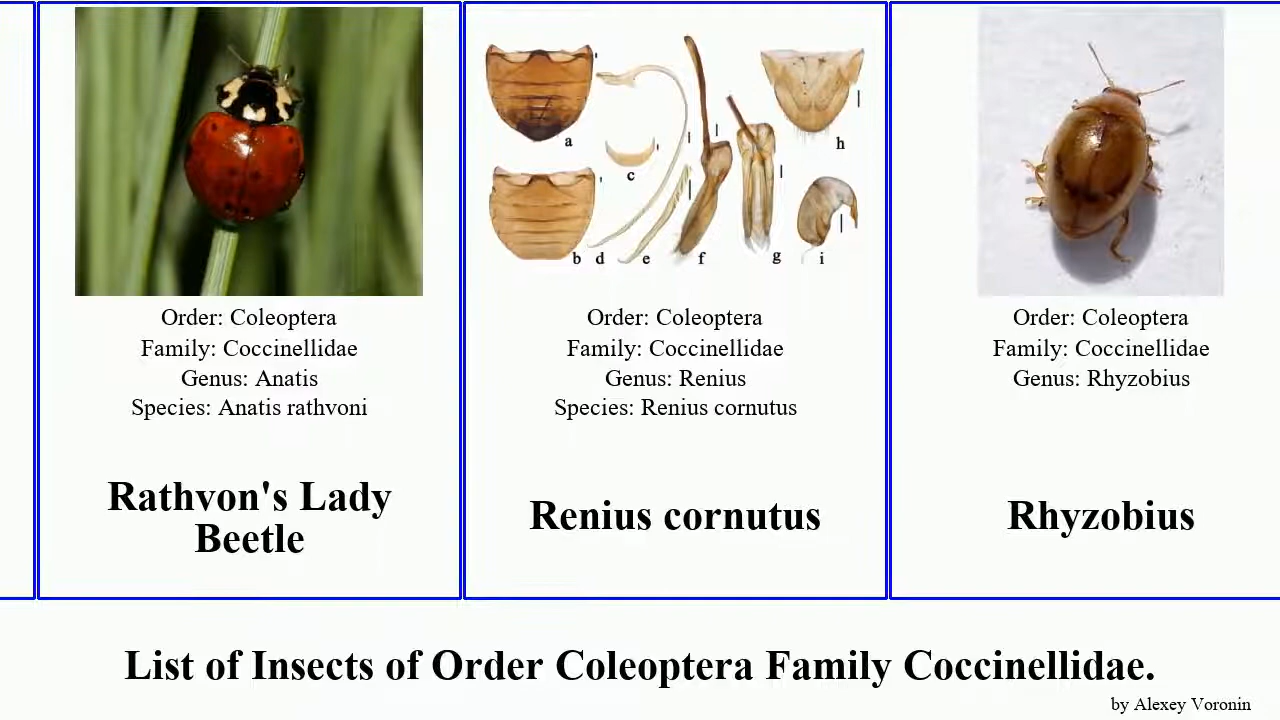 a
b
c
d
e
f
g
h
i
Order: Coleoptera
Family: Coccinellidae
Genus: Anatis
Species: Anatis rathvoni
Rathvon's Lady
Beetle
Order: Coleoptera
Family: Coccinellidae
Genus: Renius
Species: Renius cornutus
Renius cornutus
Order: Coleoptera
Family: Coccinellidae
Genus: Rhyzobius
Rhyzobius
List of Insects of Order Coleoptera Family Coccinellidae.
by Alexey Voronin